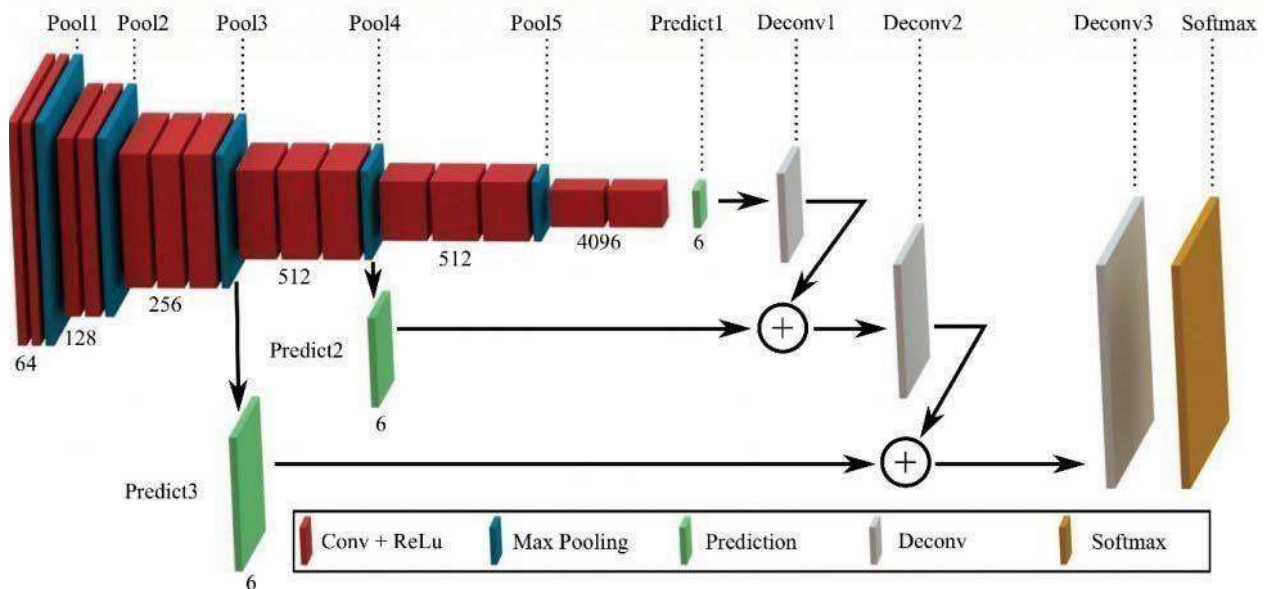 Pool1 Pool2 Pool3 Pool4 Pool5 Predict1 Deconv1 Deconv2 Deconv3 Softmax
64
128
256
512
512
4096
6
Predict2
6
Predict3
6
+
+
Conv + ReLu Max Pooling Prediction Deconv Softmax